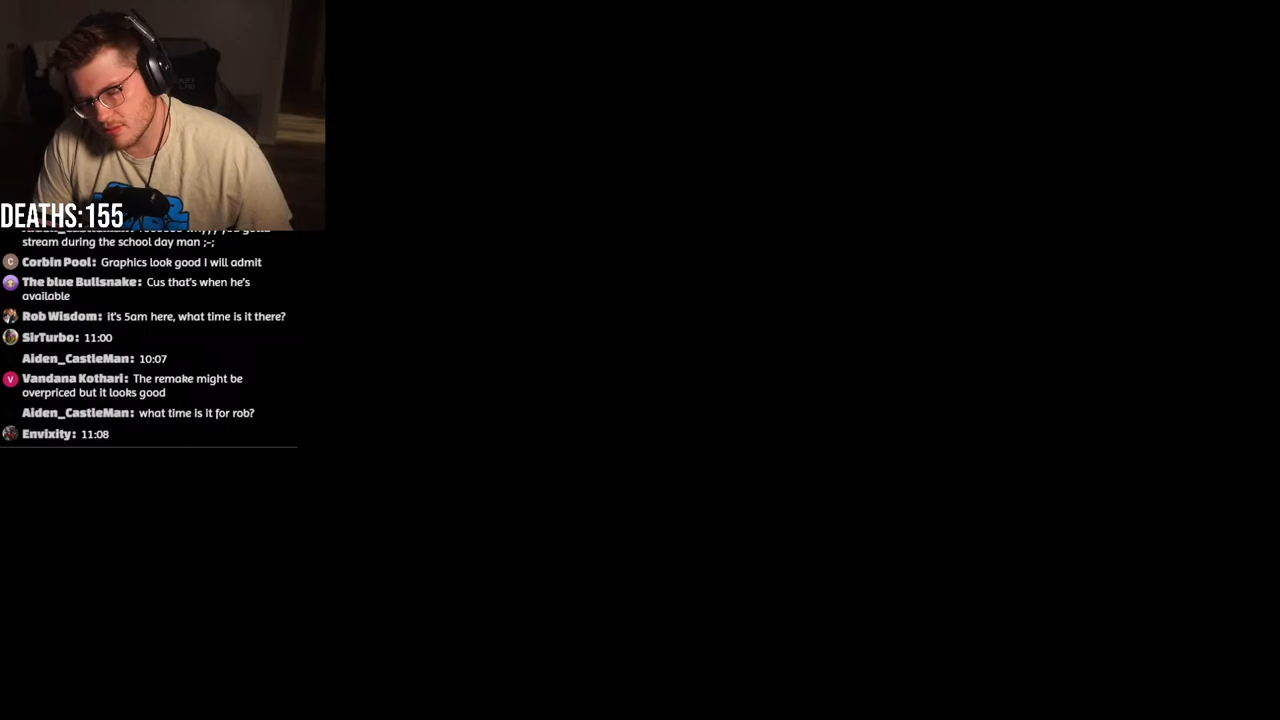 DEATHS:155
stream during the school day man ;-;
Corbin Pool: Graphics look good I will admit
The blue Bullsnake: Cus that's when he's
available
Rob Wisdom: it's 5am here, what time is it there?
SirTurbo: 11:00
Aiden_CastleMan: 10:07
V Vandana Kothari: The remake might be
overpriced but it looks good
Aiden_CastleMan: what time is it for rob?
Envixity: 11:08